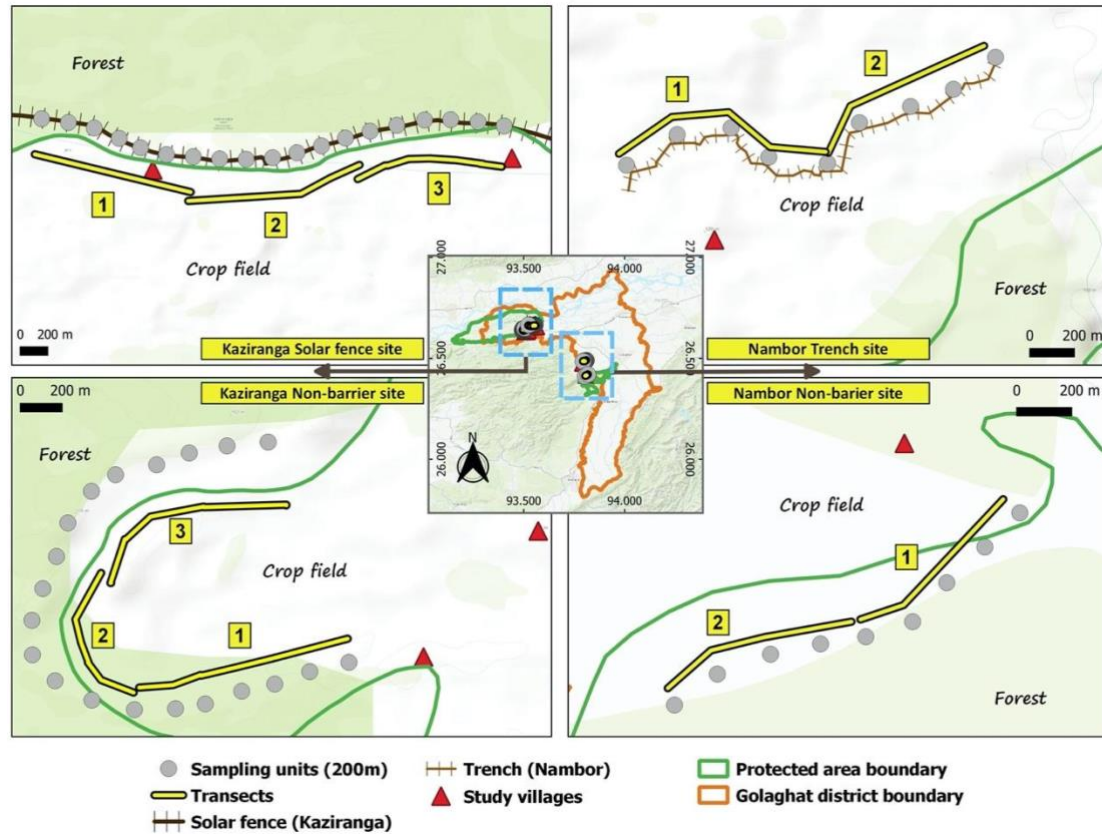 Forest
1
2
3
Crop field
0 200 m
Kaziranga Solar fence site
1
2
Crop field
Forest
0 200 m
Nambor Trench site
93.500 94.000
27.000
27.000
26.500
26.500
26.000
26.000
N
93.500 94.000
Kaziranga Non-barrier site
0 200 m
Forest
3
Crop field
2
1
Nambor Non-barier site
0 200 m
Crop field
1
2
Forest
Sampling units (200m)
Transects
Solar fence (Kaziranga)
Trench (Nambor)
Study villages
Protected area boundary
Golaghat district boundary